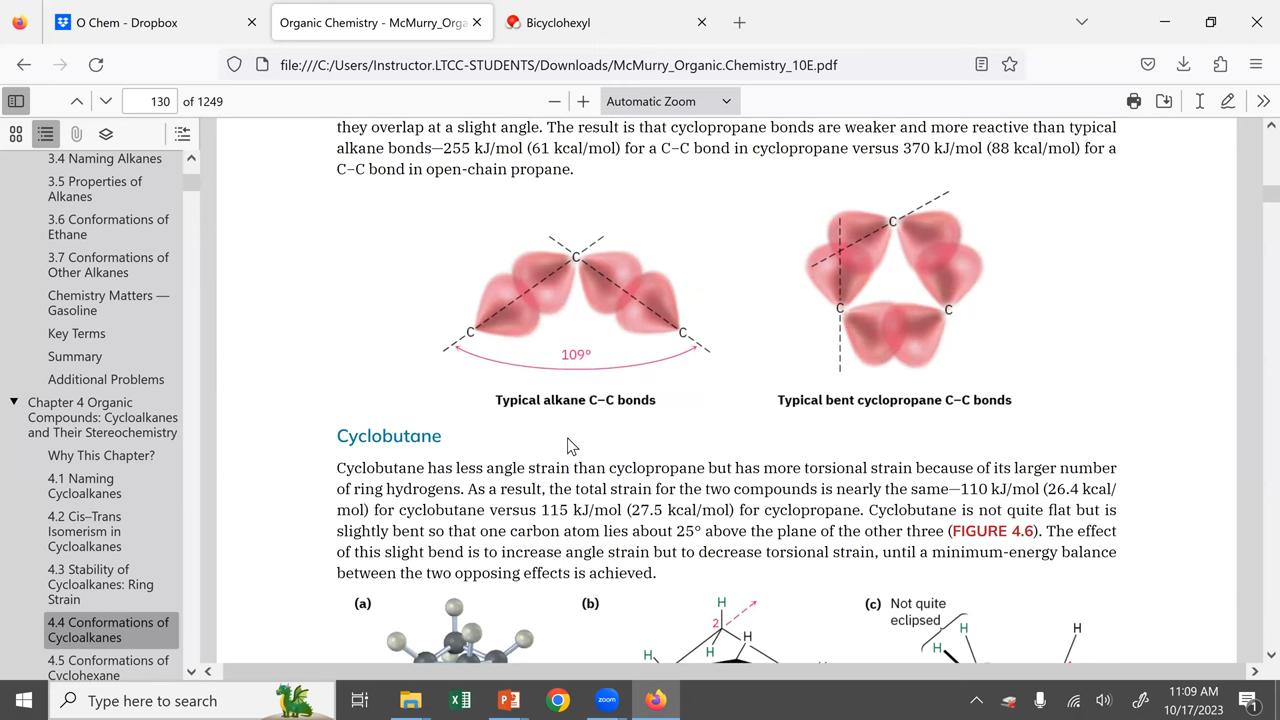 O Chem - Dropbox
Organic Chemistry - McMurry_Orga
Bicyclohexyl
file:///C:/Users/Instructor.LTCC-STUDENTS/Downloads/McMurry_Organic.Chemistry_10E.pdf
130 of 1249
Automatic Zoom
3.4 Naming Alkanes
3.5 Properties of
Alkanes
3.6 Conformations of
Ethane
3.7 Conformations of
Other Alkanes
Chemistry Matters —
Gasoline
Key Terms
Summary
Additional Problems
Chapter 4 Organic
Compounds: Cycloalkanes
and Their Stereochemistry
Why This Chapter?
4.1 Naming
Cycloalkanes
4.2 Cis–Trans
Isomerism in
Cycloalkanes
4.3 Stability of
Cycloalkanes: Ring
Strain
4.4 Conformations of
Cycloalkanes
4.5 Conformations of
Cyclohexane
they overlap at a slight angle. The result is that cyclopropane bonds are weaker and more reactive than typical
alkane bonds—255 kJ/mol (61 kcal/mol) for a C–C bond in cyclopropane versus 370 kJ/mol (88 kcal/mol) for a
C–C bond in open-chain propane.
C
C C
109°
Typical alkane C–C bonds
C
C C
Typical bent cyclopropane C–C bonds
Cyclobutane
Cyclobutane has less angle strain than cyclopropane but has more torsional strain because of its larger number
of ring hydrogens. As a result, the total strain for the two compounds is nearly the same—110 kJ/mol (26.4 kcal/
mol) for cyclobutane versus 115 kJ/mol (27.5 kcal/mol) for cyclopropane. Cyclobutane is not quite flat but is
slightly bent so that one carbon atom lies about 25° above the plane of the other three (FIGURE 4.6). The effect
of this slight bend is to increase angle strain but to decrease torsional strain, until a minimum-energy balance
between the two opposing effects is achieved.
(a)
(b)
H
2
H
H
H
(c) Not quite
eclipsed
H
H
H
Type here to search
11:09 AM
10/17/2023
1